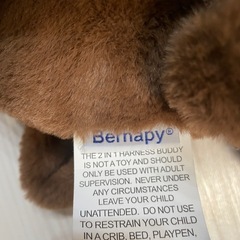 Bernapy®
THE 2 IN 1 HARNESS BUDDY
IS NOT A TOY AND SHOULD
ONLY BE USED WITH ADULT
SUPERVISION. NEVER UNDER
ANY CIRCUMSTANCES
LEAVE YOUR CHILD
UNATTENDED. DO NOT USE
TO RESTRAIN YOUR CHILD
IN A CRIB, BED, PLAYPEN,